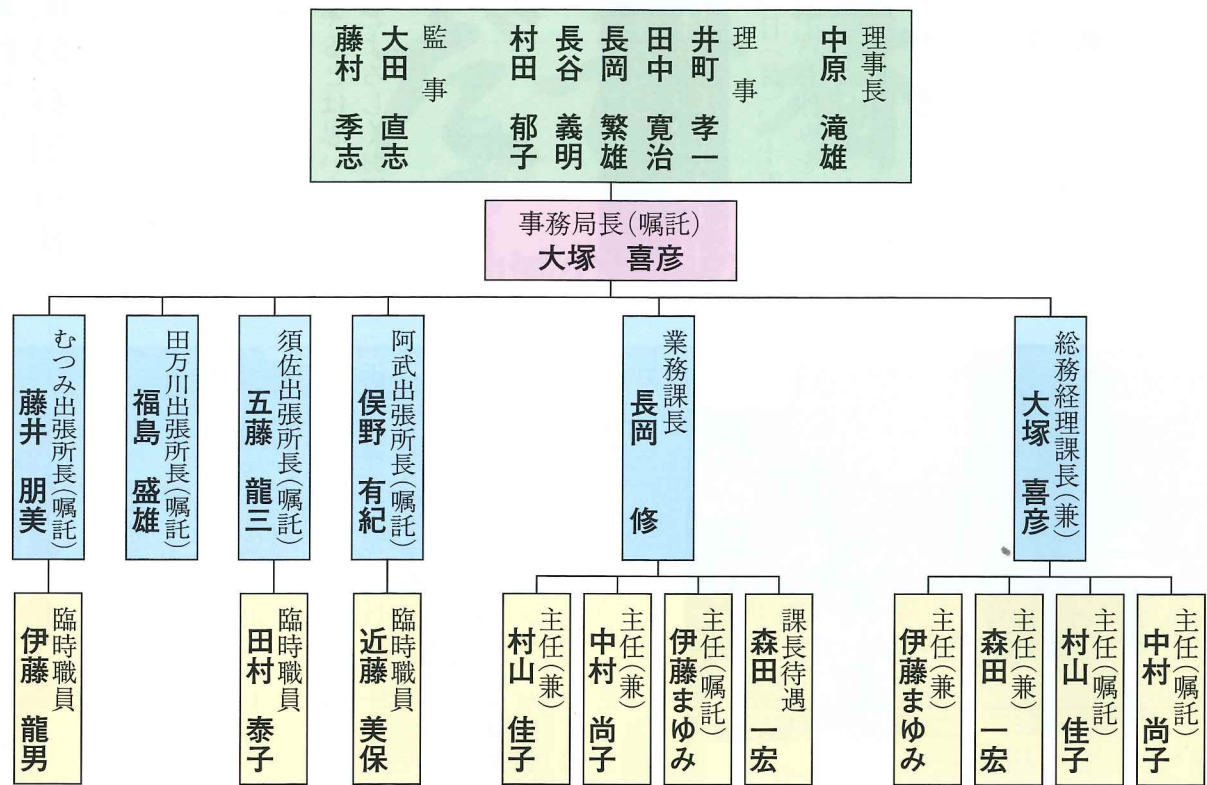 理事長
中原 滝雄
理 事
井町 孝一
田中 寛治
長岡 繁雄
長谷 義明
村田 郁子
監 事
大田 直志
藤村 季志
事務局長(嘱託)
大塚 喜彦
総務経理課長(兼)
大塚 喜彦
業務課長
長岡 修
阿武出張所長(嘱託)
俣野 有紀
須佐出張所長(嘱託)
五藤 龍三
田万川出張所長(嘱託)
福島 盛雄
むつみ出張所長(嘱託)
藤井 朋美
主任(嘱託)
中村 尚子
主任(嘱託)
村山 佳子
主任(兼)
森田 一宏
主任(兼)
伊藤まゆみ
課長待遇
森田 一宏
主任(嘱託)
伊藤まゆみ
主任(兼)
中村 尚子
主任(兼)
村山 佳子
臨時職員
近藤 美保
臨時職員
田村 泰子
臨時職員
伊藤 龍男